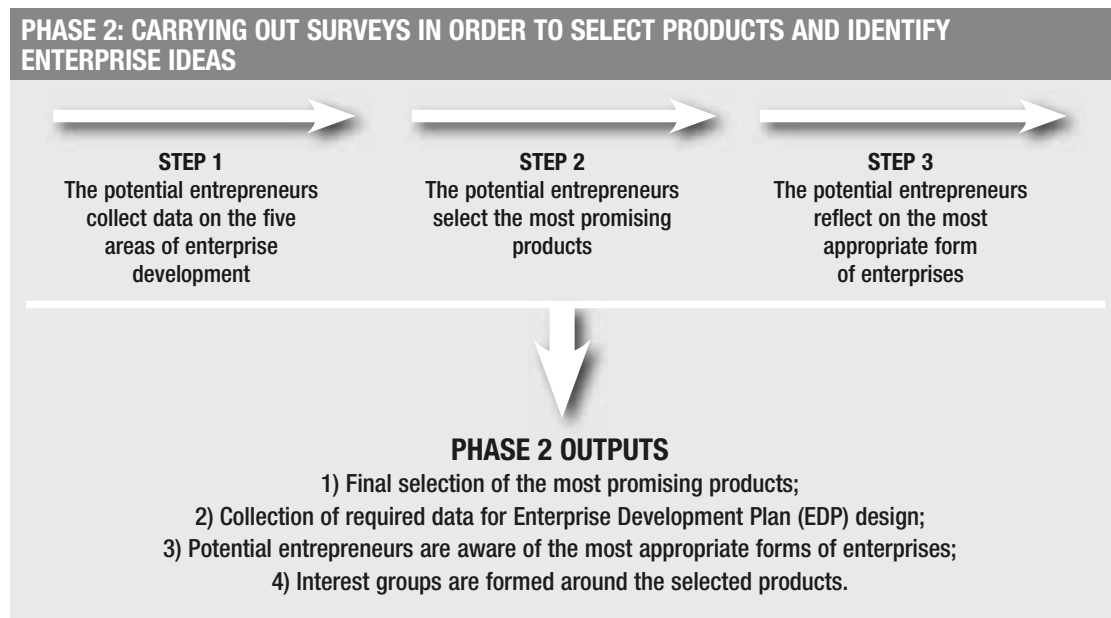 PHASE 2: CARRYING OUT SURVEYS IN ORDER TO SELECT PRODUCTS AND IDENTIFY
ENTERPRISE IDEAS
STEP 1
The potential entrepreneurs
collect data on the five
areas of enterprise
development
STEP 2
The potential entrepreneurs
select the most promising
products
STEP 3
The potential entrepreneurs
reflect on the most
appropriate form
of enterprises
PHASE 2 OUTPUTS
1) Final selection of the most promising products;
2) Collection of required data for Enterprise Development Plan (EDP) design;
3) Potential entrepreneurs are aware of the most appropriate forms of enterprises;
4) Interest groups are formed around the selected products.